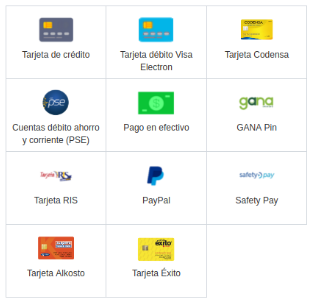 Tarjeta de crédito
Tarjeta débito Visa
Electron
CODENSA
Tarjeta Codensa
pse
Cuentas débito ahorro
y corriente (PSE)
Pago en efectivo
gana
GANA Pin
Tarjeta RIS
Tarjeta RIS
PayPal
safety pay
Safety Pay
Tarjeta Alkosto
éxito
Tarjeta Éxito